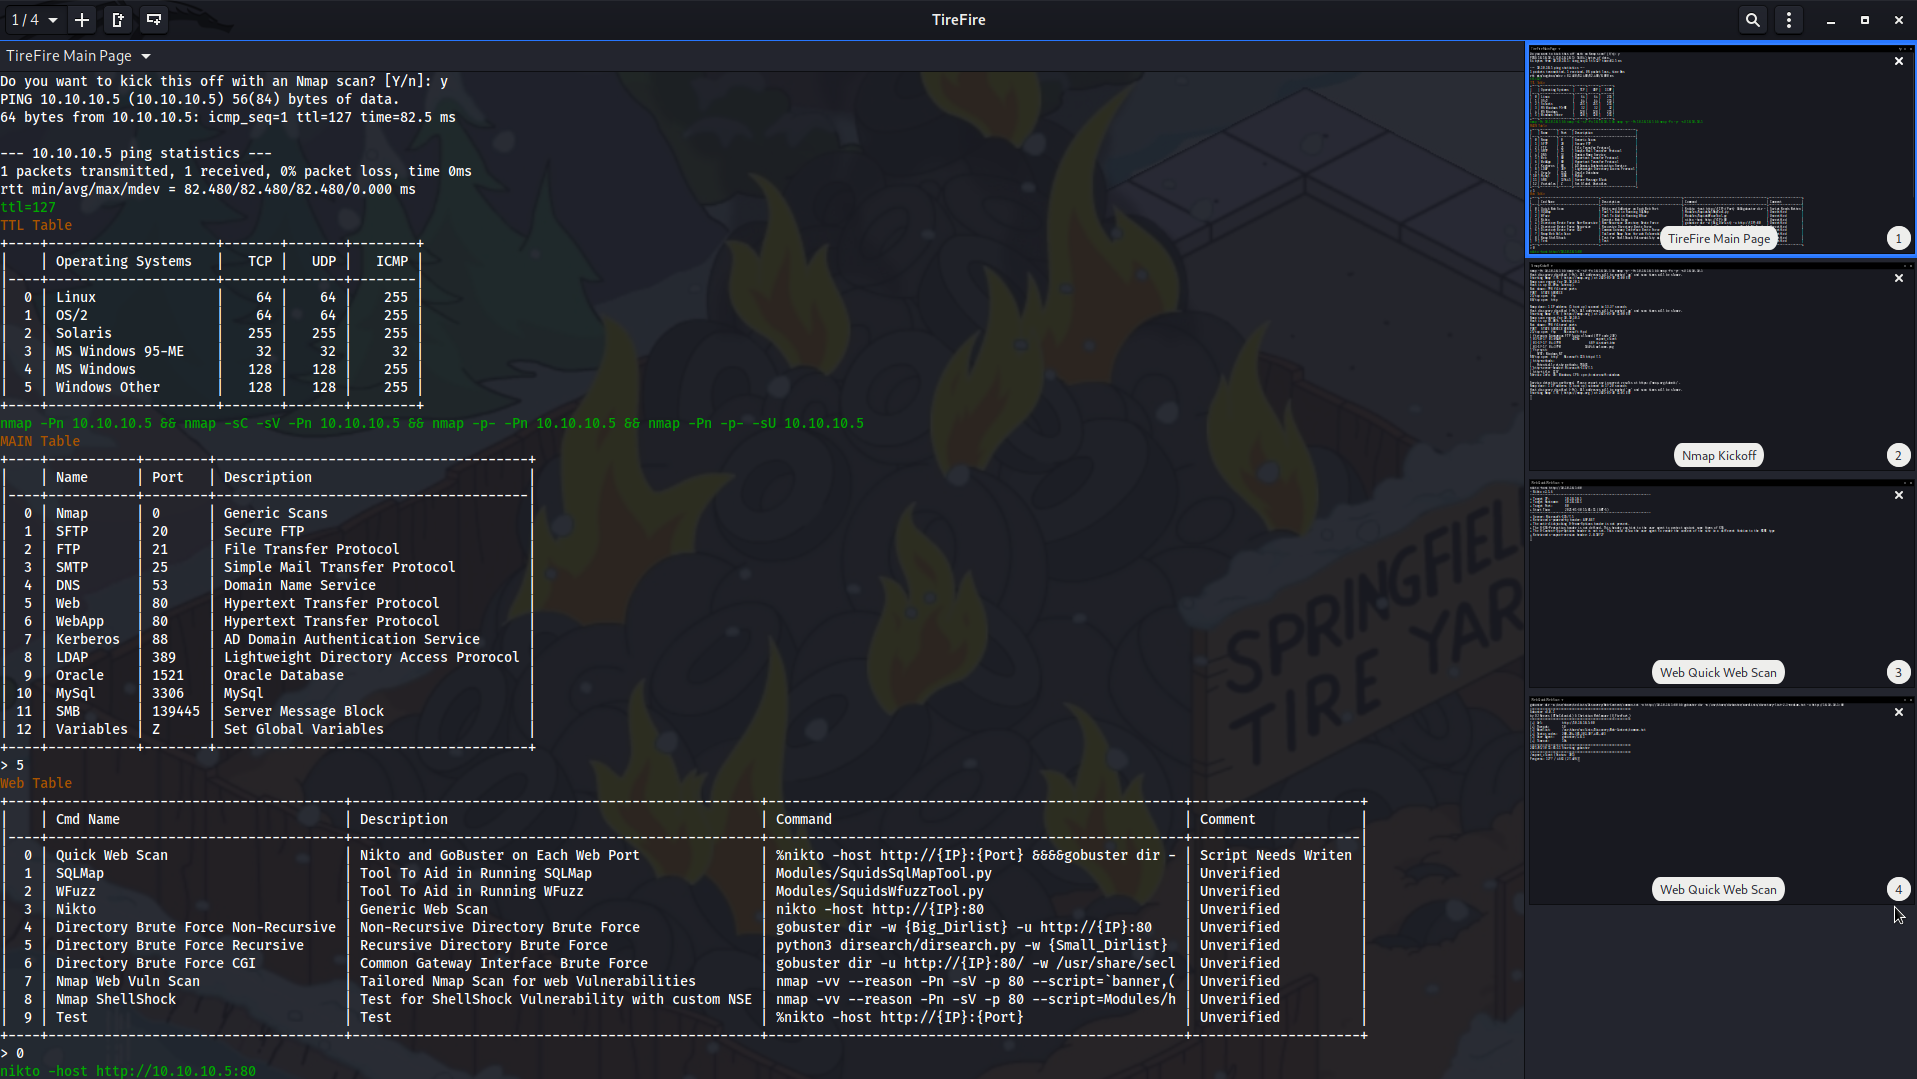 1 / 4
TireFire
TireFire Main Page
Do you want to kick this off with an Nmap scan? [Y/n]: y
PING 10.10.10.5 (10.10.10.5) 56(84) bytes of data.
64 bytes from 10.10.10.5: icmp_seq=1 ttl=127 time=82.5 ms
--- 10.10.10.5 ping statistics ---
1 packets transmitted, 1 received, 0% packet loss, time 0ms
rtt min/avg/max/mdev = 82.480/82.480/82.480/0.000 ms
ttl=127
TTL Table
+----+---------------------+-------+-------+--------+
|    | Operating Systems   |   TCP |   UDP |   ICMP |
|----+---------------------+-------+-------+--------|
|  0 | Linux               |    64 |    64 |    255 |
|  1 | OS/2                |    64 |    64 |    255 |
|  2 | Solaris             |   255 |   255 |    255 |
|  3 | MS Windows 95-ME    |    32 |    32 |     32 |
|  4 | MS Windows          |   128 |   128 |    255 |
|  5 | Windows Other       |   128 |   128 |    255 |
+----+---------------------+-------+-------+--------+
nmap -Pn 10.10.10.5 && nmap -sC -sV -Pn 10.10.10.5 && nmap -p- -Pn 10.10.10.5 && nmap -Pn -p- -sU 10.10.10.5
MAIN Table
+----+-----------+--------+---------------------------------------+
|    | Name      | Port   | Description                           |
|----+-----------+--------+---------------------------------------|
|  0 | Nmap      | 0      | Generic Scans                         |
|  1 | SFTP      | 20     | Secure FTP                            |
|  2 | FTP       | 21     | File Transfer Protocol                |
|  3 | SMTP      | 25     | Simple Mail Transfer Protocol         |
|  4 | DNS       | 53     | Domain Name Service                   |
|  5 | Web       | 80     | Hypertext Transfer Protocol           |
|  6 | WebApp    | 80     | Hypertext Transfer Protocol           |
|  7 | Kerberos  | 88     | AD Domain Authentication Service      |
|  8 | LDAP      | 389    | Lightweight Directory Access Prorocol |
|  9 | Oracle    | 1521   | Oracle Database                       |
| 10 | MySql     | 3306   | MySql                                 |
| 11 | SMB       | 139445 | Server Message Block                  |
| 12 | Variables | Z      | Set Global Variables                  |
+----+-----------+--------+---------------------------------------+
> 5
Web Table
+----+-------------------------------------+---------------------------------------------------+----------------------------------------------------+---------------------+
|    | Cmd Name                            | Description                                       | Command                                            | Comment             |
|----+-------------------------------------+---------------------------------------------------+----------------------------------------------------+---------------------|
|  0 | Quick Web Scan                      | Nikto and GoBuster on Each Web Port               | %nikto -host http://{IP}:{Port} &&&&gobuster dir - | Script Needs Writen |
|  1 | SQLMap                              | Tool To Aid in Running SQLMap                     | Modules/SquidsSqlMapTool.py                        | Unverified          |
|  2 | WFuzz                               | Tool To Aid in Running WFuzz                      | Modules/SquidsWfuzzTool.py                         | Unverified          |
|  3 | Nikto                               | Generic Web Scan                                  | nikto -host http://{IP}:80                         | Unverified          |
|  4 | Directory Brute Force Non-Recursive | Non-Recursive Directory Brute Force               | gobuster dir -w {Big_Dirlist} -u http://{IP}:80    | Unverified          |
|  5 | Directory Brute Force Recursive     | Recursive Directory Brute Force                   | python3 dirsearch/dirsearch.py -w {Small_Dirlist}  | Unverified          |
|  6 | Directory Brute Force CGI           | Common Gateway Interface Brute Force              | gobuster dir -u http://{IP}:80/ -w /usr/share/secl | Unverified          |
|  7 | Nmap Web Vuln Scan                  | Tailored Nmap Scan for web Vulnerabilities        | nmap -vv --reason -Pn -sV -p 80 --script=`banner,( | Unverified          |
|  8 | Nmap ShellShock                     | Test for ShellShock Vulnerability with custom NSE | nmap -vv --reason -Pn -sV -p 80 --script=Modules/h | Unverified          |
|  9 | Test                                | Test                                              | %nikto -host http://{IP}:{Port}                    | Unverified          |
+----+-------------------------------------+---------------------------------------------------+----------------------------------------------------+---------------------+
> 0
nikto -host http://10.10.10.5:80
SPRINGFIEL
TIRE YAR
TireFire Main Page
1
Nmap Kickoff
2
Web Quick Web Scan
3
Web Quick Web Scan
4